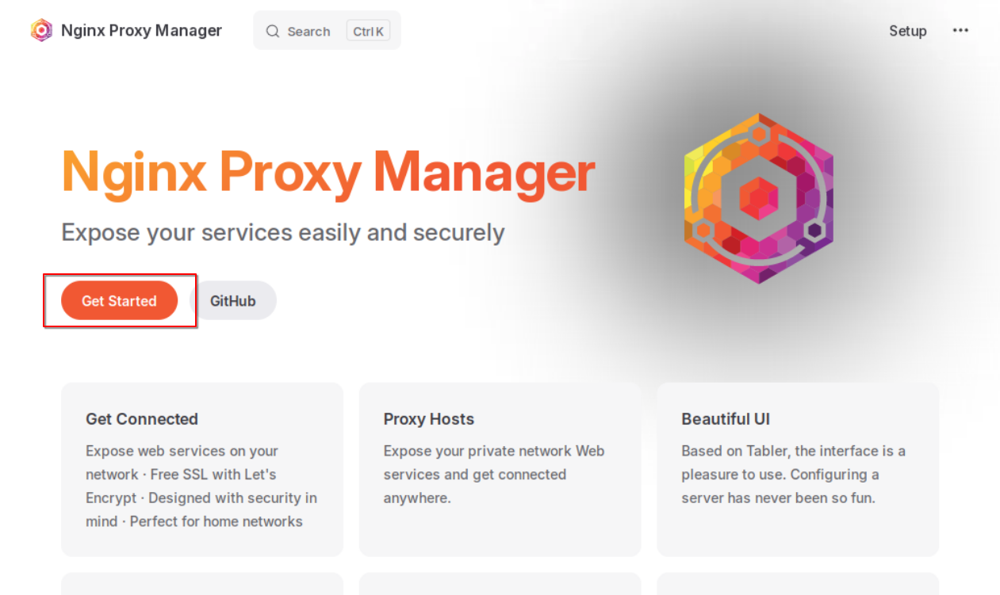 Nginx Proxy Manager
Search
Ctrl K
Setup
Nginx Proxy Manager
Expose your services easily and securely
Get Started
GitHub
Get Connected
Expose web services on your
network · Free SSL with Let's
Encrypt · Designed with security in
mind · Perfect for home networks
Proxy Hosts
Expose your private network Web
services and get connected
anywhere.
Beautiful UI
Based on Tabler, the interface is a
pleasure to use. Configuring a
server has never been so fun.